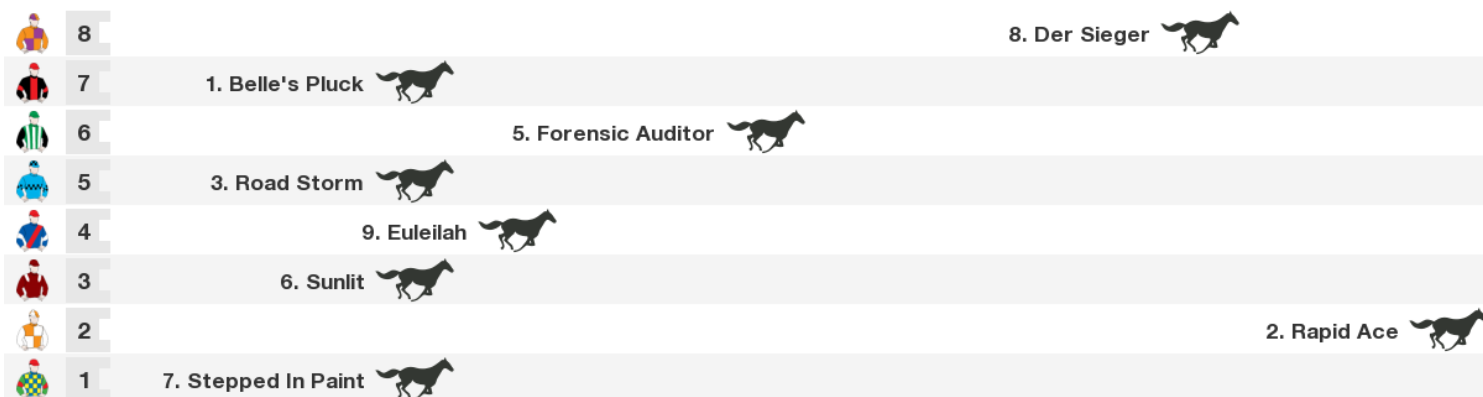 8 8. Der Sieger
7 1. Belle's Pluck
6 5. Forensic Auditor
5 3. Road Storm
4 9. Euleilah
3 6. Sunlit
2 2. Rapid Ace
1 7. Stepped In Paint